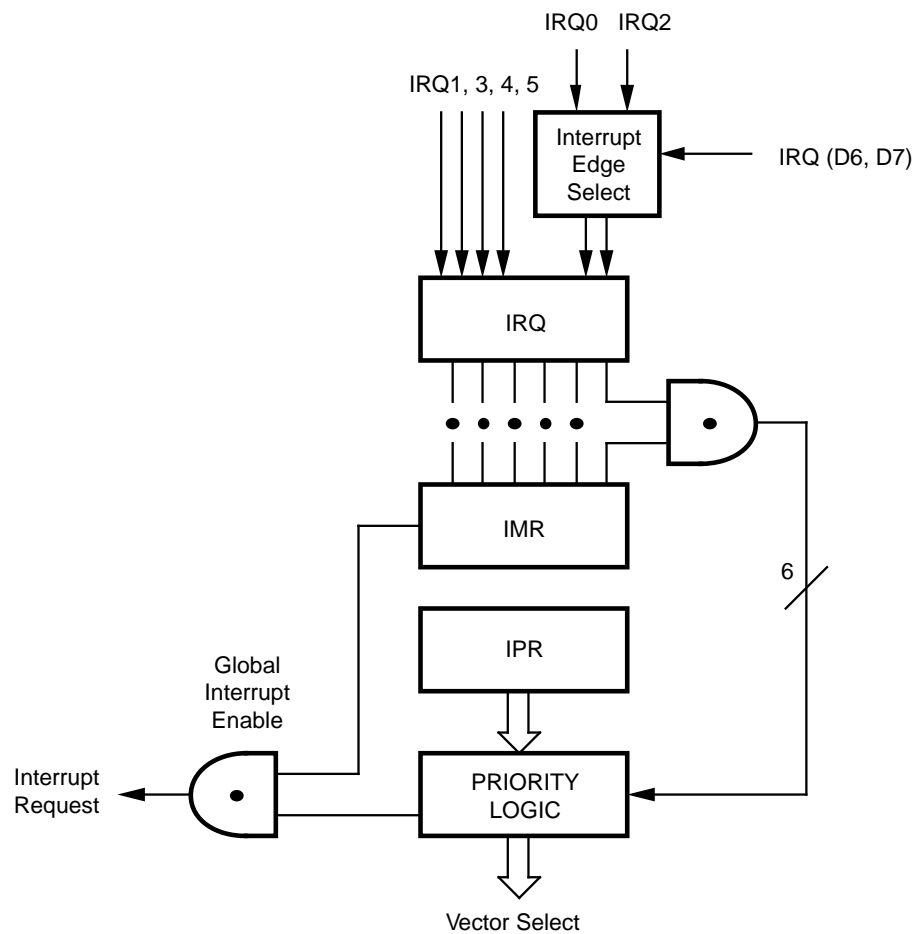 IRQ0 IRQ2
IRQ1, 3, 4, 5
Interrupt
Edge
Select
IRQ (D6, D7)
IRQ
IMR
6
IPR
Global
Interrupt
Enable
Interrupt
Request
PRIORITY
LOGIC
Vector Select